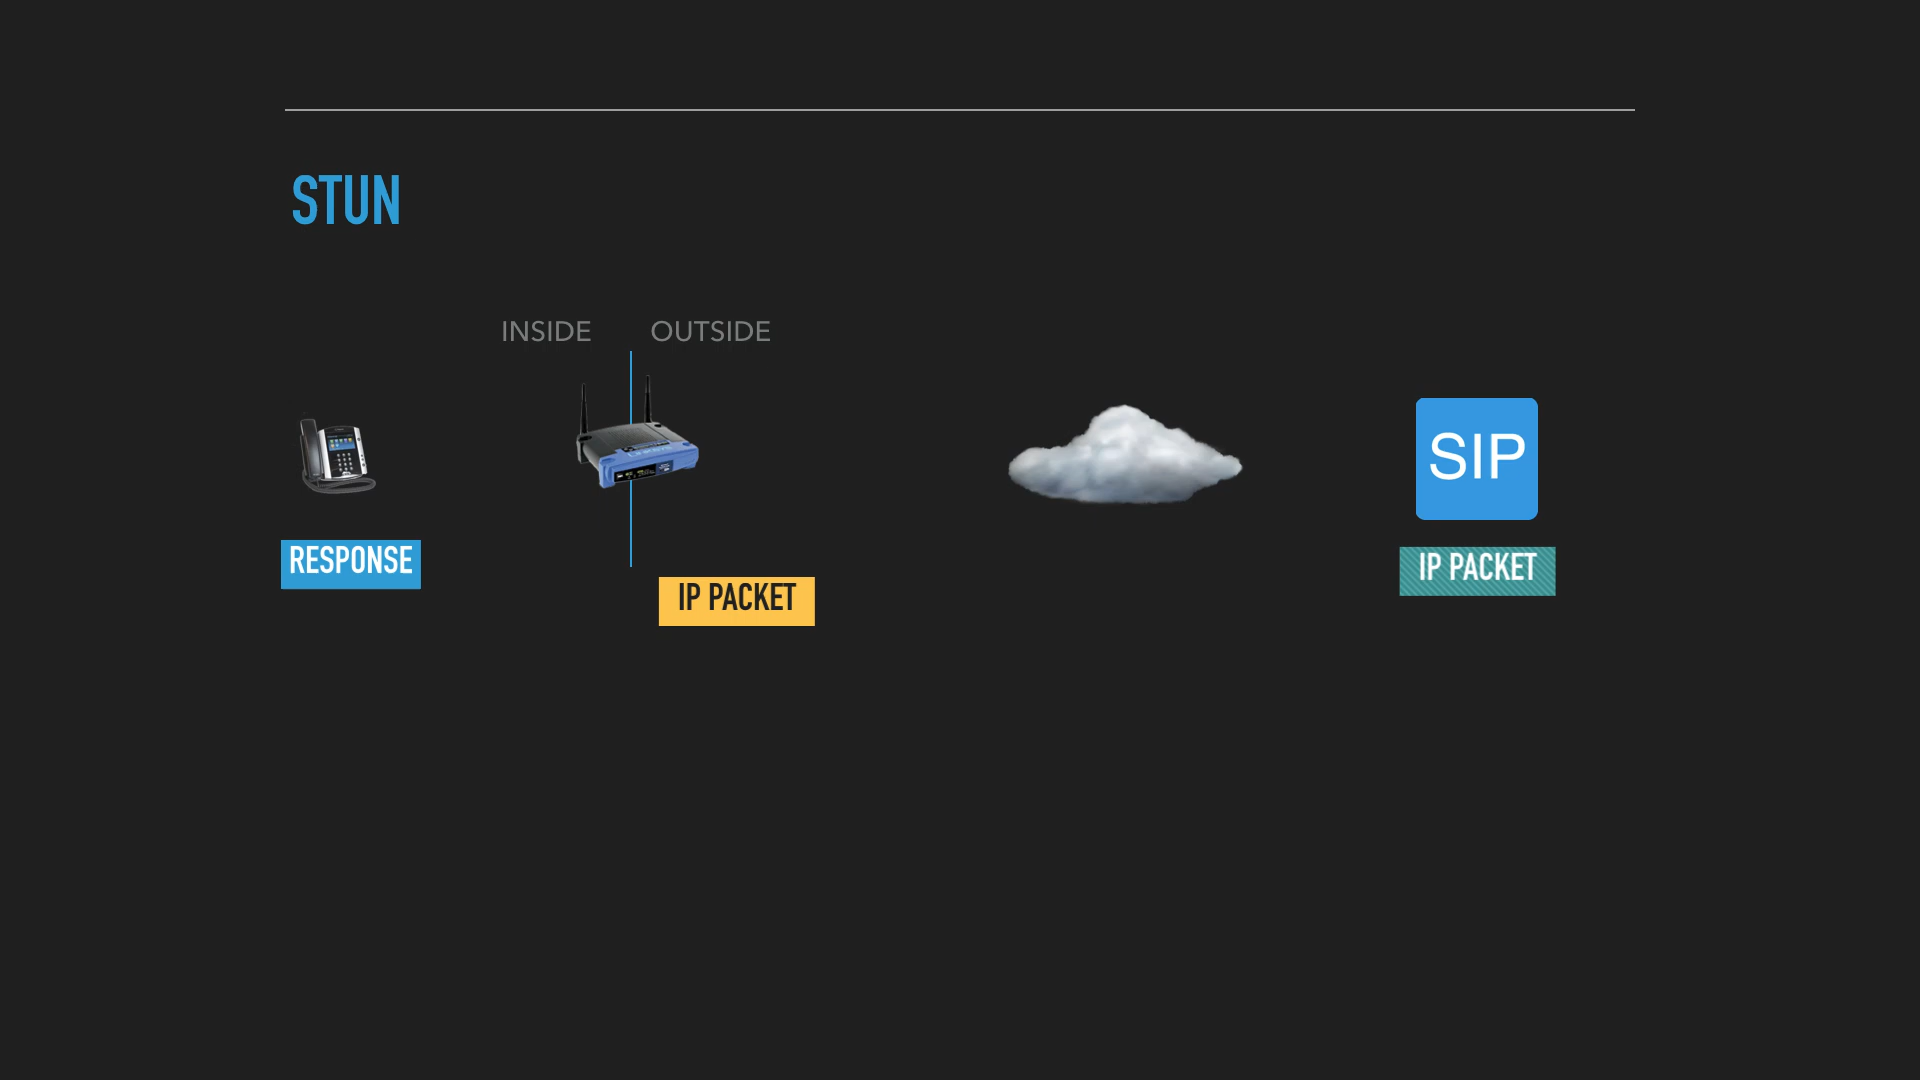 STUN
INSIDE
OUTSIDE
SIP
RESPONSE
IP PACKET
IP PACKET